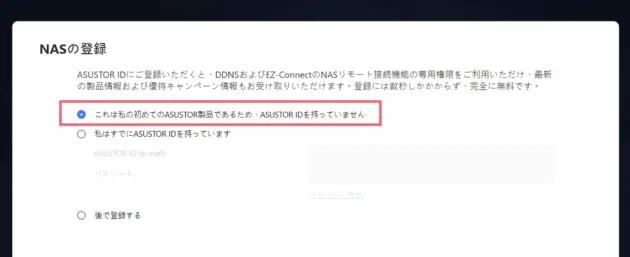 NASの登録
ASUSTOR IDにご登録いただくと、DDNSおよびEZ-ConnectのNASリモート接続機能の専用権限をご利用いただけ、最新
の製品情報および優待キャンペーン情報もお受け取りいただけます。登録には数秒しかかからず、完全に無料です。
これは私の初めてのASUSTOR製品であるため、ASUSTOR IDを持っていません
私はすでにASUSTOR IDを持っています
ASUSTOR ID (e-mail)
パスワード:
後で登録する